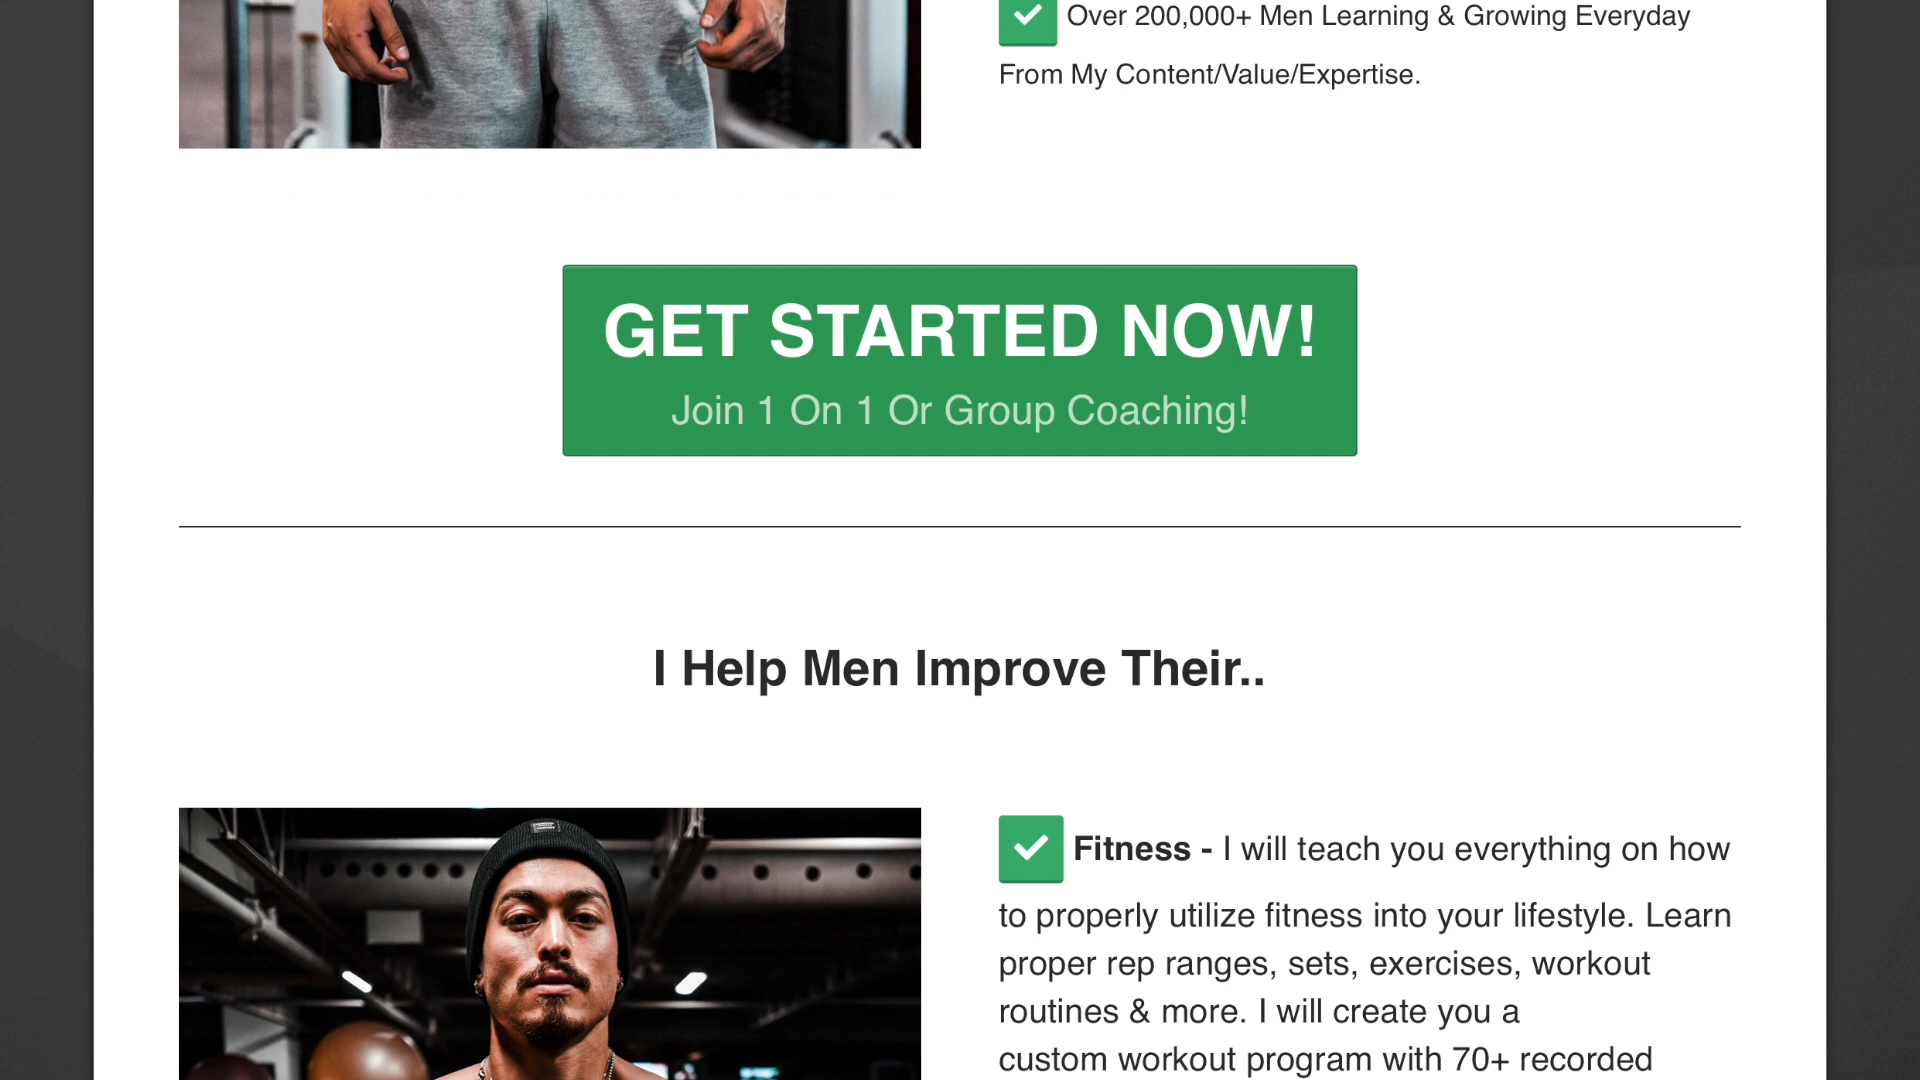 Over 200,000+ Men Learning & Growing Everyday
From My Content/Value/Expertise.
GET STARTED NOW!
Join 1 On 1 Or Group Coaching!
I Help Men Improve Their..
Fitness - I will teach you everything on how
to properly utilize fitness into your lifestyle. Learn
proper rep ranges, sets, exercises, workout
routines & more. I will create you a
custom workout program with 70+ recorded